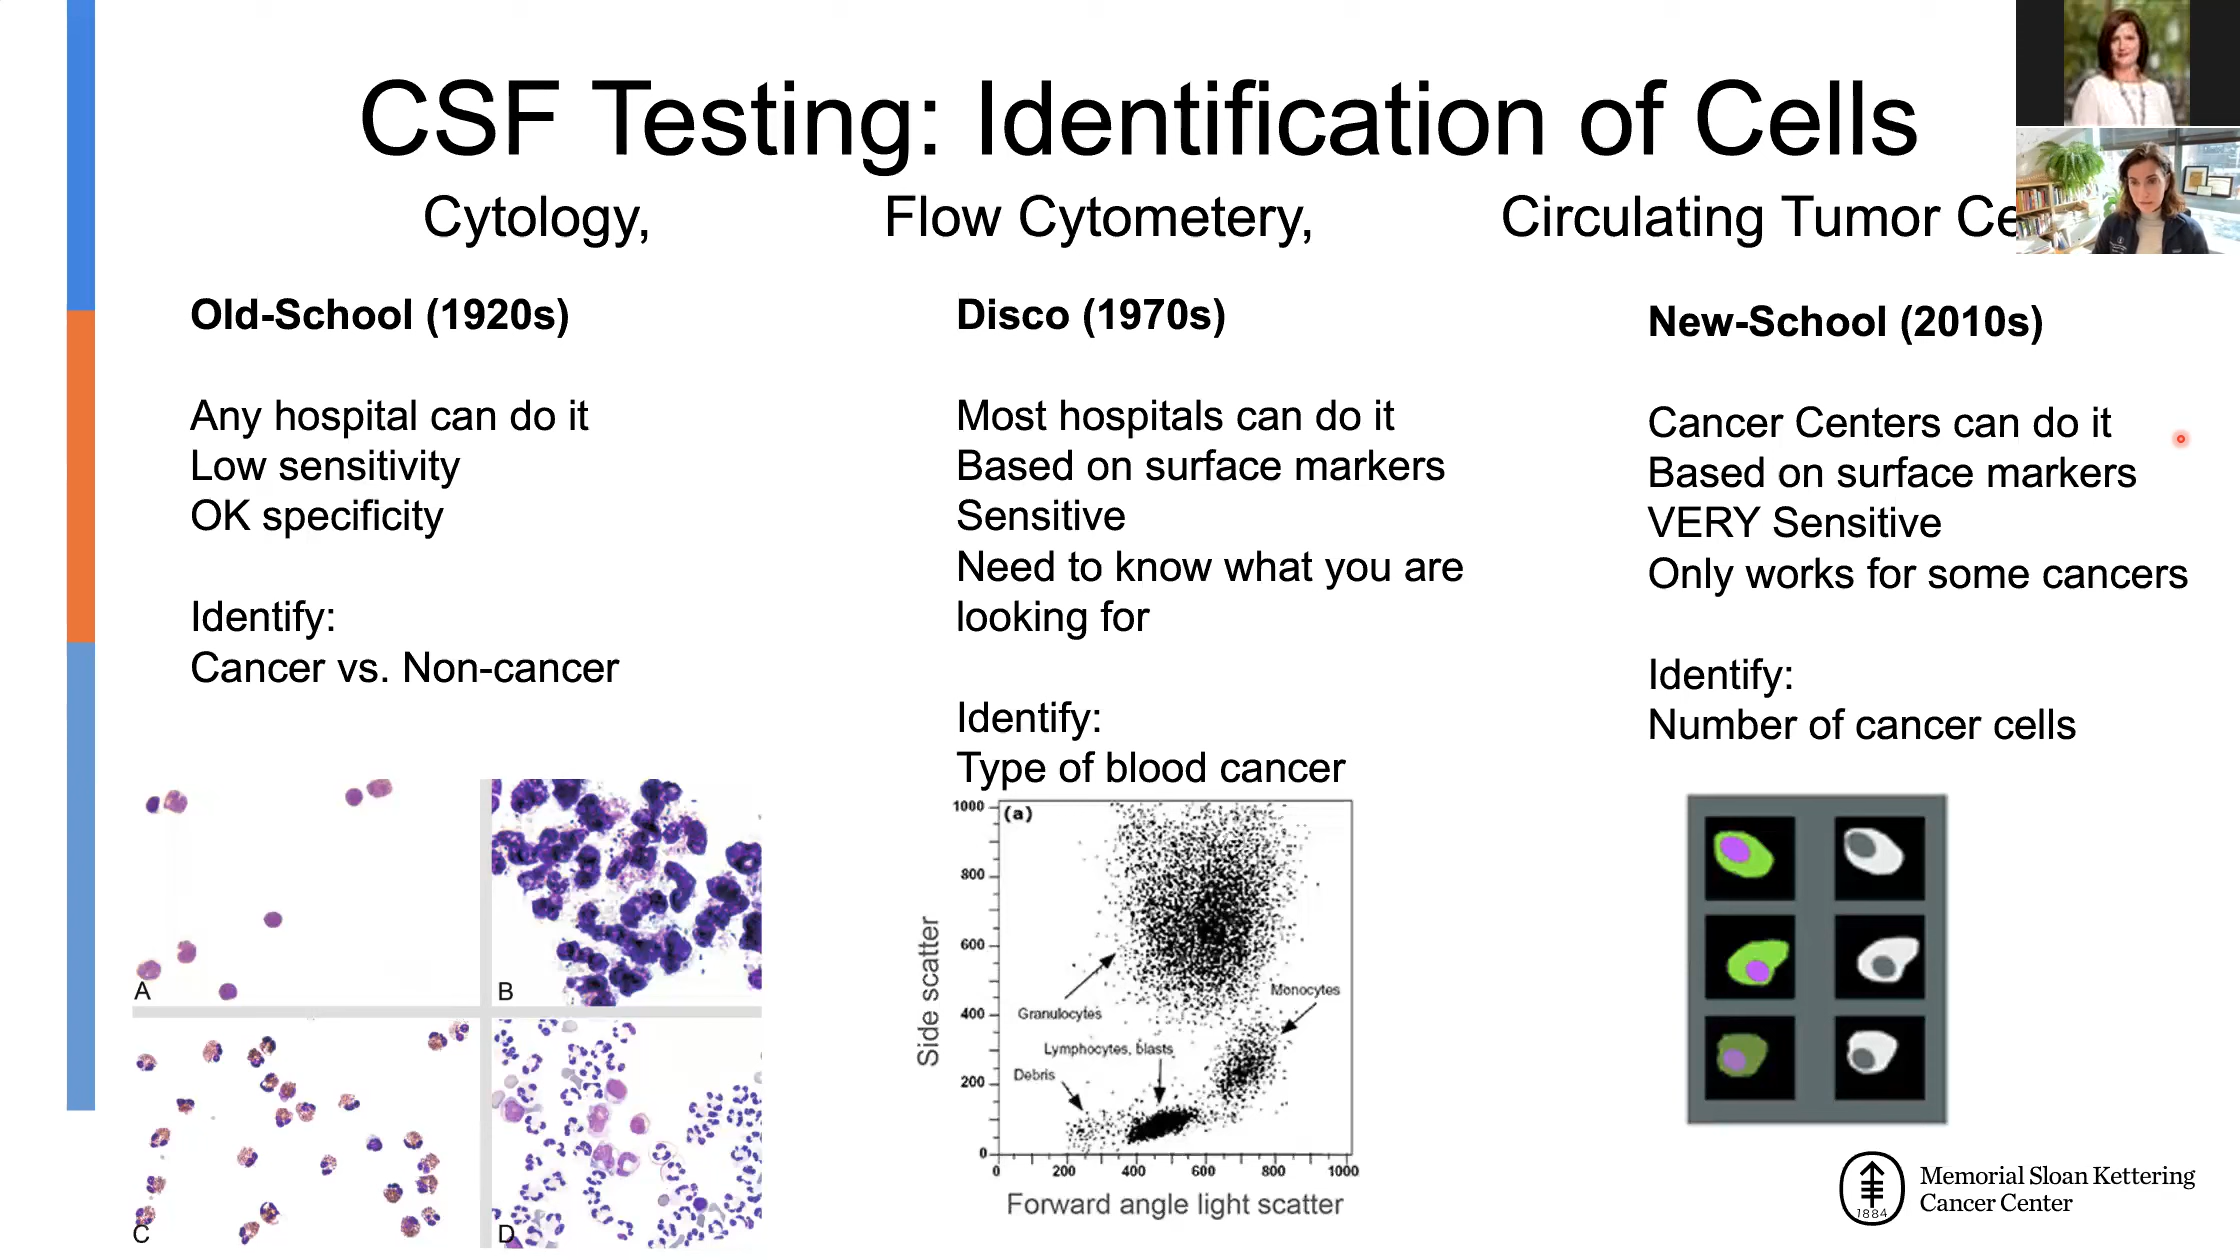 CSF Testing: Identification of Cells
Cytology, Flow Cytometery, Circulating Tumor
Old-School (1920s)
Any hospital can do it
Low sensitivity
OK specificity
Identify:
Cancer vs. Non-cancer
Disco (1970s)
Most hospitals can do it
Based on surface markers
Sensitive
Need to know what you are
looking for
Identify:
Type of blood cancer
New-School (2010s)
Cancer Centers can do it
Based on surface markers
VERY Sensitive
Only works for some cancers
Identify:
Number of cancer cells
A
B
C
D
(a)
1000
800
600
400
200
0
Side scatter
Granulocytes
Monocytes
Lymphocytes, blasts
Debris
0 200 400 600 800 1000
Forward angle light scatter
1884
Memorial Sloan Kettering
Cancer Center